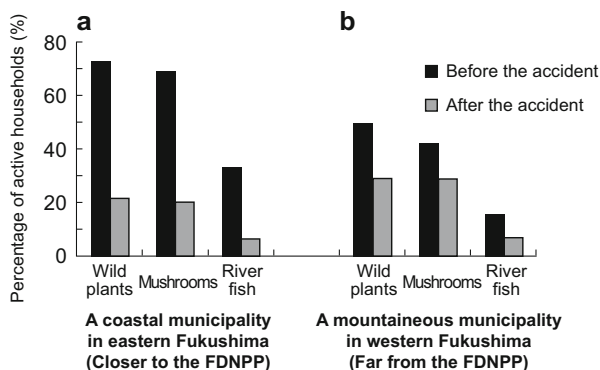 a
b
Percentage of active households (%)
80
60
40
20
0
Before the accident
After the accident
Wild
plants
Mushrooms
River
fish
Wild
plants
Mushrooms
River
fish
A coastal municipality
in eastern Fukushima
(Closer to the FDNPP)
A mountaineous municipality
in western Fukushima
(Far from the FDNPP)